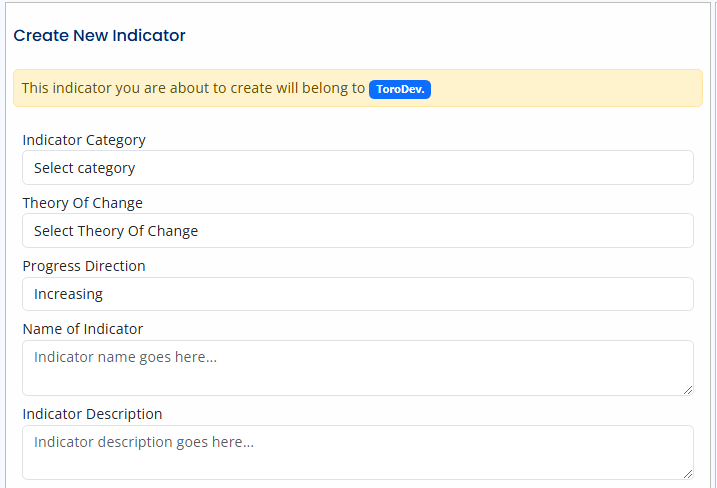 Create New Indicator
This indicator you are about to create will belong to ToroDev.
Indicator Category
Select category
Theory Of Change
Select Theory Of Change
Progress Direction
Increasing
Name of Indicator
Indicator name goes here...
Indicator Description
Indicator description goes here...